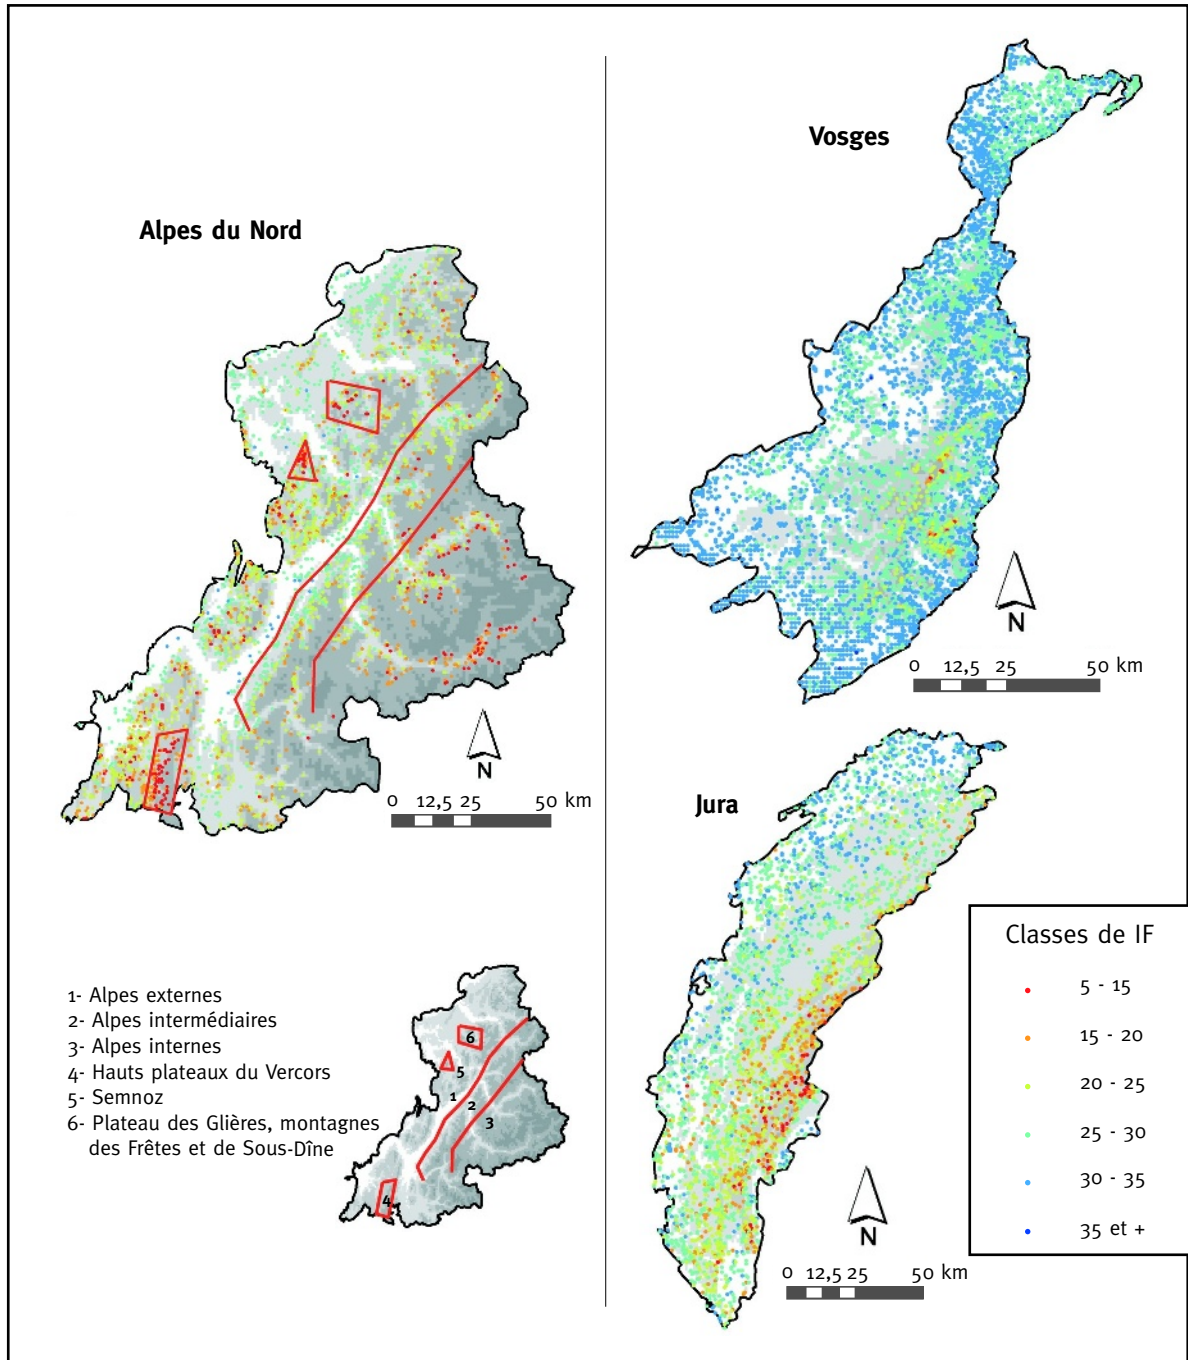 Alpes du Nord
N
0 12,5 25 50 km
1- Alpes externes
2- Alpes intermédiaires
3- Alpes internes
4- Hauts plateaux du Vercors
5- Semnoz
6- Plateau des Glières, montagnes
des Frêtes et de Sous-Dîne
6
5
1
2
3
4
Vosges
N
0 12,5 25 50 km
Jura
N
0 12,5 25 50 km
Classes de IF
5 - 15
15 - 20
20 - 25
25 - 30
30 - 35
35 et +